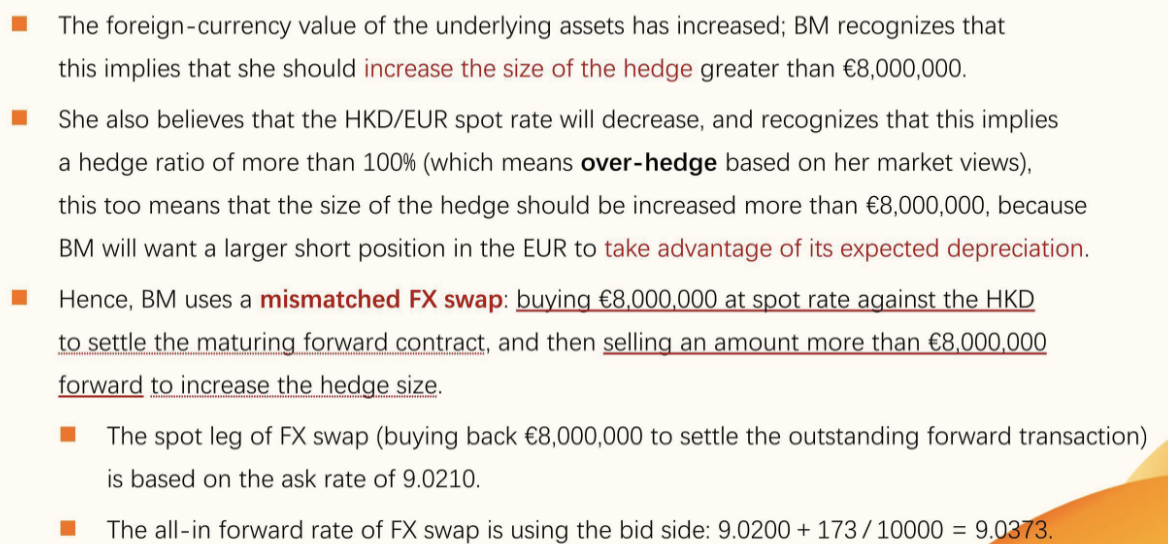 The foreign-currency value of the underlying assets has increased; BM recognizes that
this implies that she should increase the size of the hedge greater than €8,000,000.
She also believes that the HKD/EUR spot rate will decrease, and recognizes that this implies
a hedge ratio of more than 100% (which means over-hedge based on her market views),
this too means that the size of the hedge should be increased more than €8,000,000, because
BM will want a larger short position in the EUR to take advantage of its expected depreciation.
Hence, BM uses a mismatched FX swap: buying €8,000,000 at spot rate against the HKD
to settle the maturing forward contract, and then selling an amount more than €8,000,000
forward to increase the hedge size.
The spot leg of FX swap (buying back €8,000,000 to settle the outstanding forward transaction)
is based on the ask rate of 9.0210.
The all-in forward rate of FX swap is using the bid side: 9.0200 + 173 / 10000 = 9.0373.